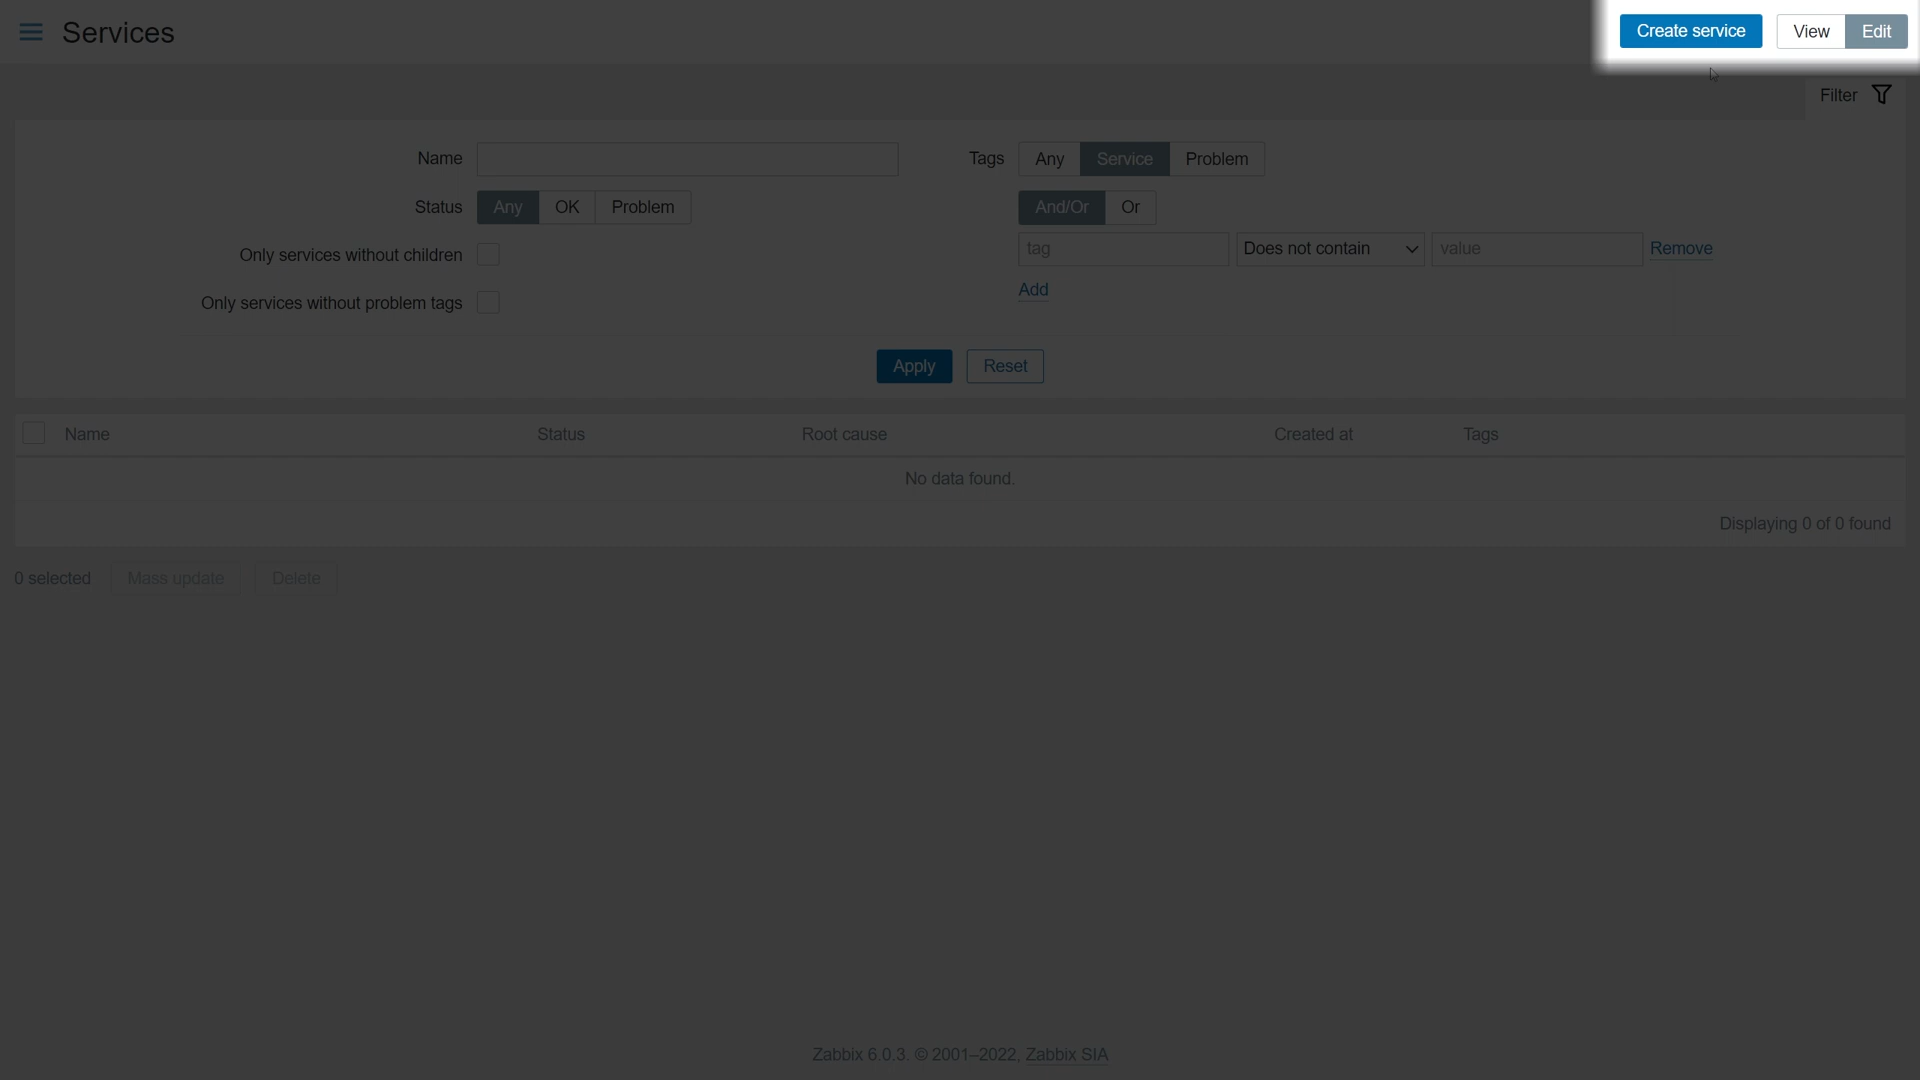 Services
Create service View Edit
Filter
Name Tags Any Service Problem
Status Any OK Problem And/Or Or
Only services without children tag Does not contain value Remove
Add
Only services without problem tags
Apply Reset
Name Status Root cause Created at Tags
No data found.
Displaying 0 of 0 found
0 selected Mass update Delete
Zabbix 6.0.3. © 2001–2022, Zabbix SIA